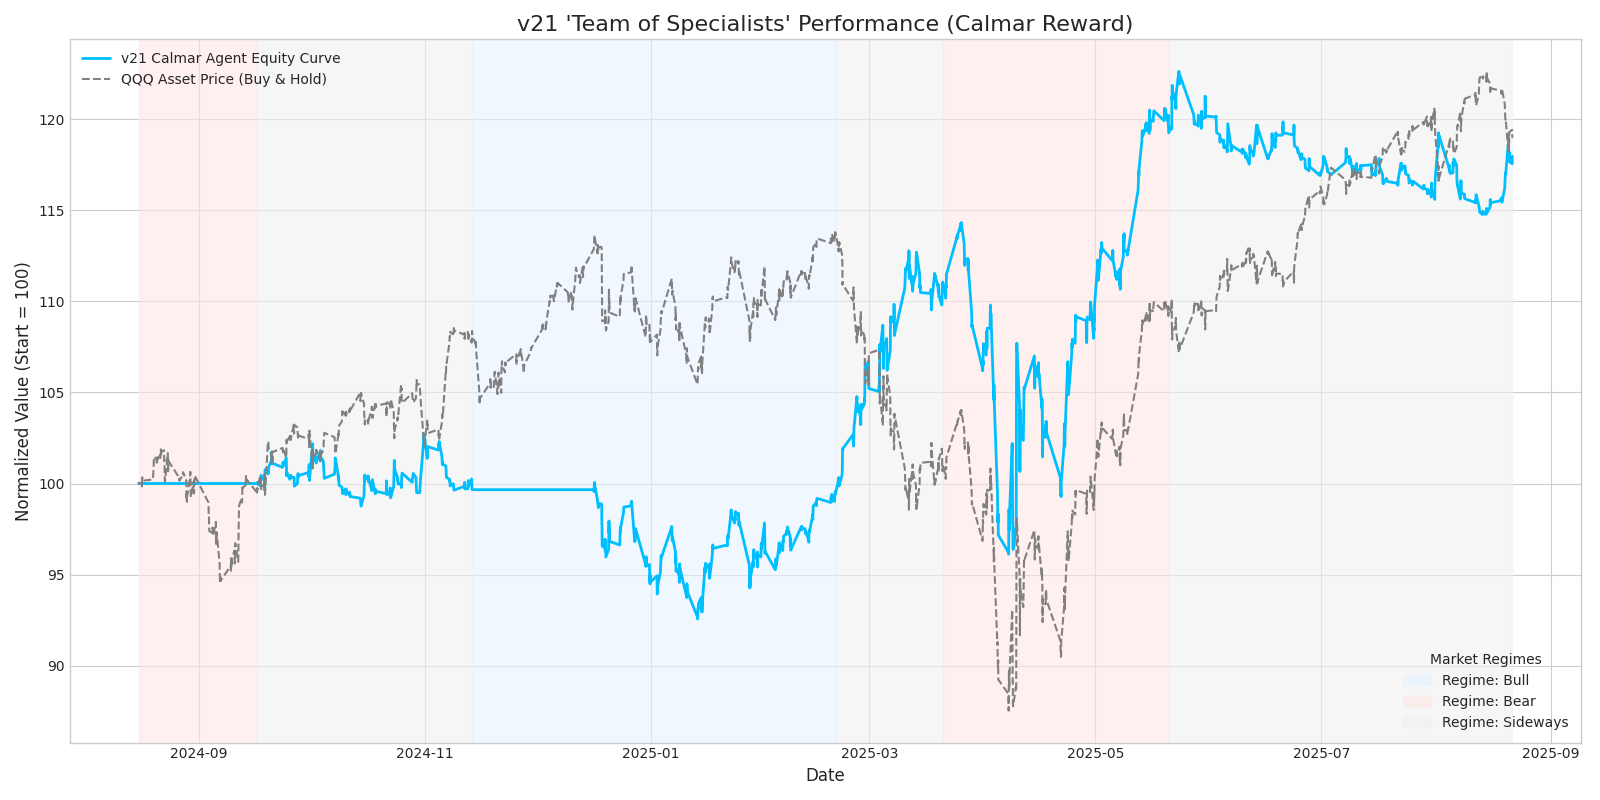 v21 'Team of Specialists' Performance (Calmar Reward)
v21 Calmar Agent Equity Curve
QQQ Asset Price (Buy & Hold)
Normalized Value (Start = 100)
120
115
110
105
100
95
90
Market Regimes
Regime: Bull
Regime: Bear
Regime: Sideways
2024-09 2024-11 2025-01 2025-03 2025-05 2025-07 2025-09
Date